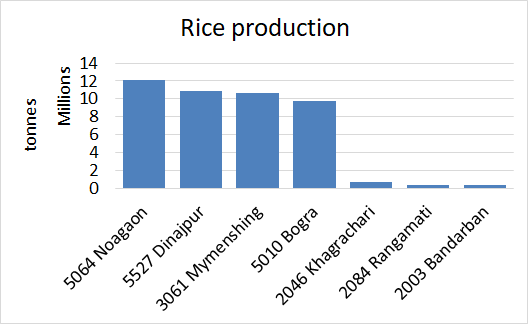 Rice production
tonnes
Millions
14
12
10
8
6
4
2
0
5064 Noagaon
5527 Dinajpur
3061 Mymenshing
5010 Bogra
2046 Khagrachari
2084 Rangamati
2003 Bandarban